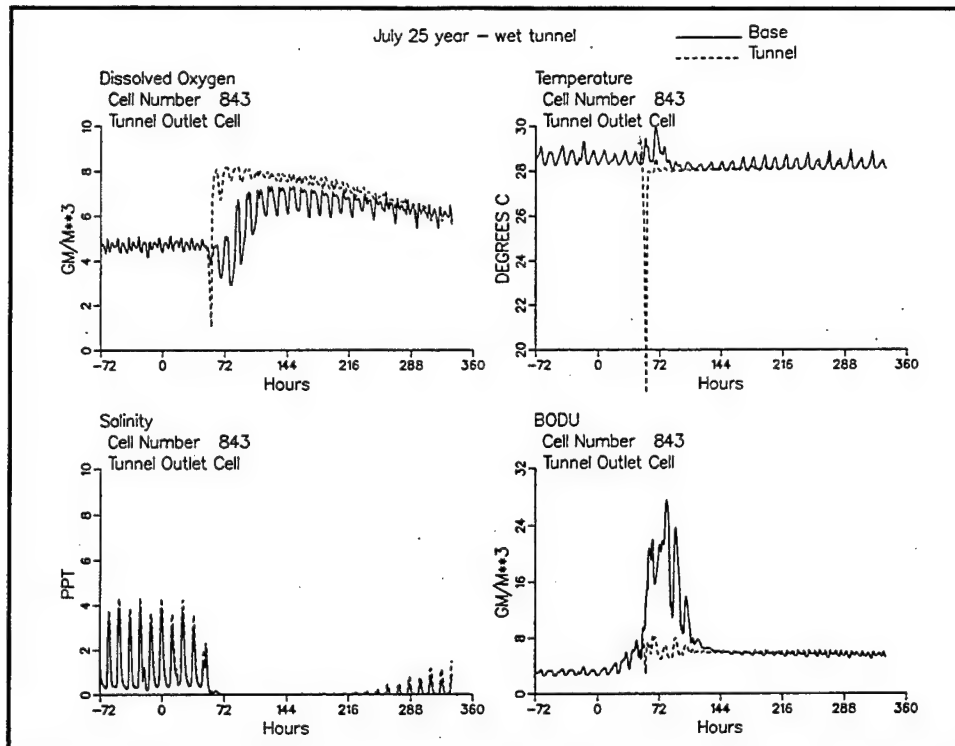 July 25 year – wet tunnel
Base
Tunnel
Dissolved Oxygen
Cell Number 843
Tunnel Outlet Cell
10
8
6
4
2
0
GM/M**3
-72 0 72 144 216 288 360
Hours
Temperature
Cell Number 843
Tunnel Outlet Cell
30
28
26
24
22
20
DEGREES C
-72 0 72 144 216 288 360
Hours
Salinity
Cell Number 843
Tunnel Outlet Cell
10
8
6
4
2
0
PPT
-72 0 72 144 216 288 360
Hours
BODU
Cell Number 843
Tunnel Outlet Cell
32
24
16
8
0
GM/M**3
-72 0 72 144 216 288 360
Hours